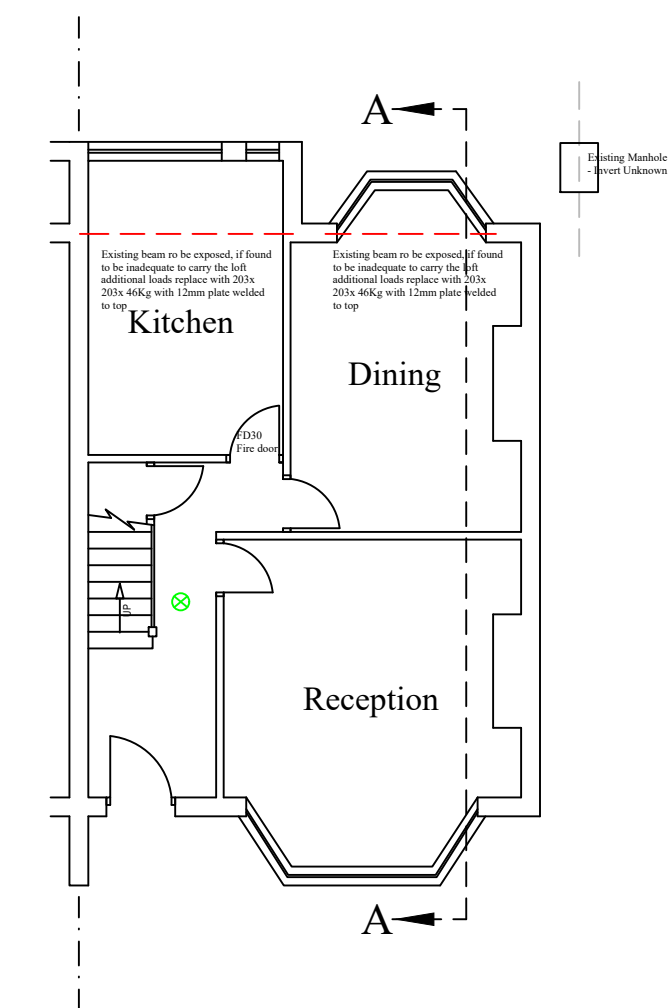 A
Existing Manhole
- Invert Unknown
Existing beam ro be exposed, if found
to be inadequate to carry the loft
additional loads replace with 203x
203x 46Kg with 12mm plate welded
to top
Kitchen
Existing beam ro be exposed, if found
to be inadequate to carry the loft
additional loads replace with 203x
203x 46Kg with 12mm plate welded
to top
Dining
FD30
Fire door
UP
Reception
A